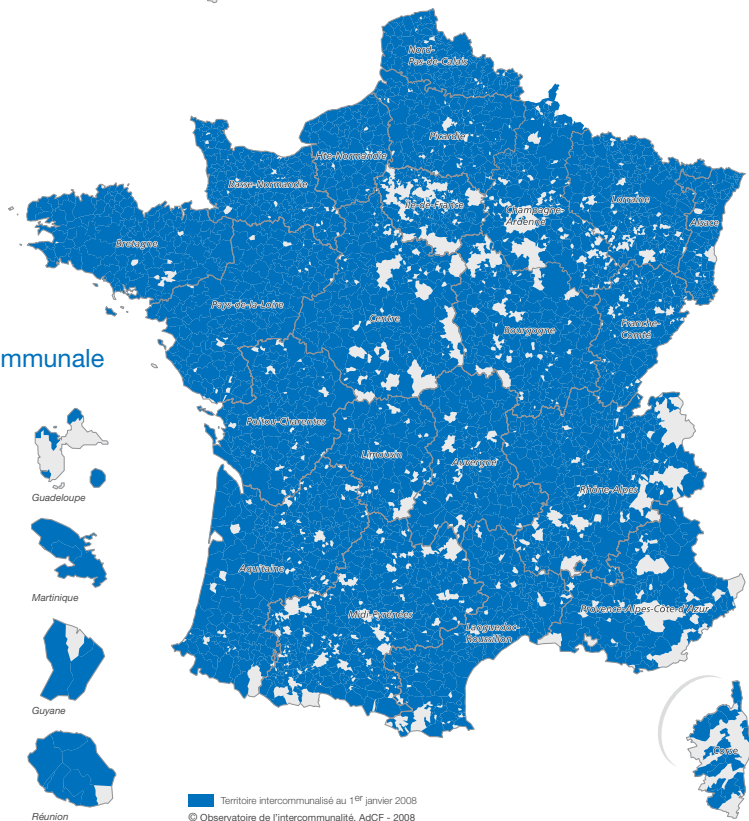 Nord-
Pas-de-Calais
Picardie
Hte-Normandie
Basse-Normandie
Ile-de-France
Champagne-
Ardenne
Lorraine
Alsace
Bretagne
Pays-de-la-Loire
Centre
Bourgogne
Franche-
Comté
mmunale
Poitou-Charentes
Limousin
Auvergne
Rhône-Alpes
Guadeloupe
Aquitaine
Martinique
Midi-Pyrénées
Languedoc-
Roussillon
Provence-Alpes-Côte-d'Azur
Guyane
Corse
Réunion
Territoire intercommunalisé au 1er janvier 2008
© Observatoire de l'intercommunalité. AdCF - 2008